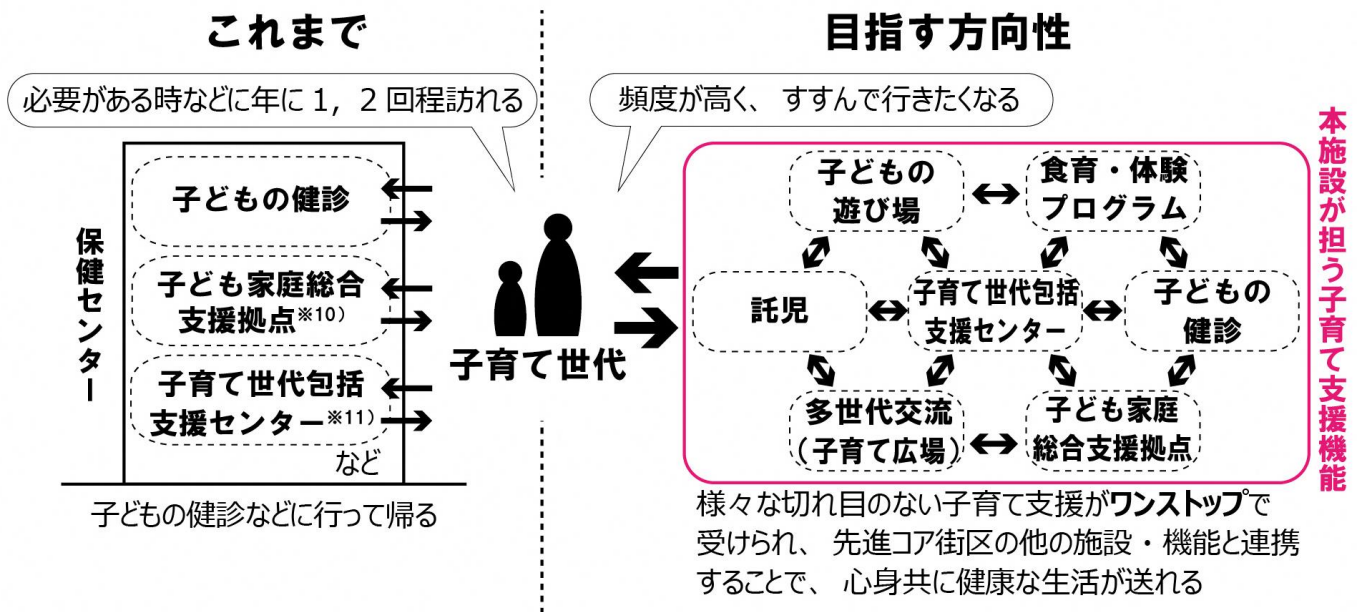 これまで
必要がある時などに年に1，2回程訪れる
保健センター
子どもの健診
子ども家庭総合
支援拠点※10）
子育て世代包括
支援センター※11）
など
子どもの健診などに行って帰る
子育て世代
目指す方向性
頻度が高く、すすんで行きたくなる
子どもの
遊び場
食育・体験
プログラム
託児
子育て世代包括
支援センター
子どもの
健診
多世代交流
（子育て広場）
子ども家庭
総合支援拠点
本施設が担う子育て支援機能
様々な切れ目のない子育て支援がワンストップで
受けられ、先進コア街区の他の施設・機能と連携
することで、心身共に健康な生活が送れる